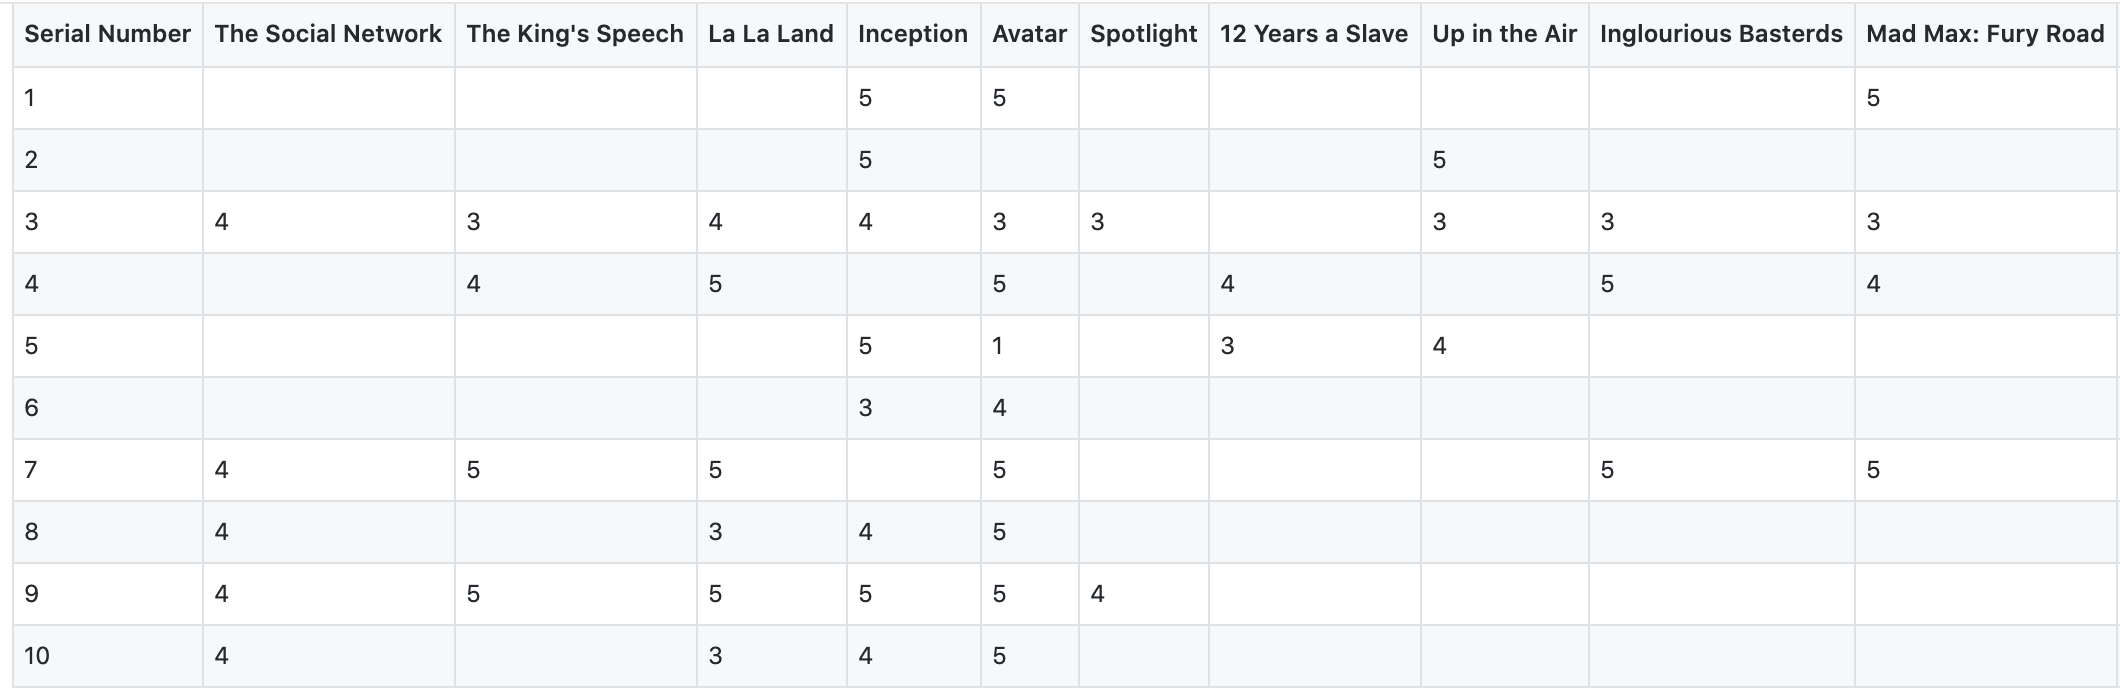 Serial Number The Social Network The King's Speech La La Land Inception Avatar Spotlight 12 Years a Slave Up in the Air Inglourious Basterds Mad Max: Fury Road
1 5 5 5
2 5 5
3 4 3 4 4 3 3 3 3 3
4 4 5 5 4 5 4
5 5 1 3 4
6 3 4
7 4 5 5 5 5 5
8 4 3 4 5
9 4 5 5 5 5 4
10 4 3 4 5